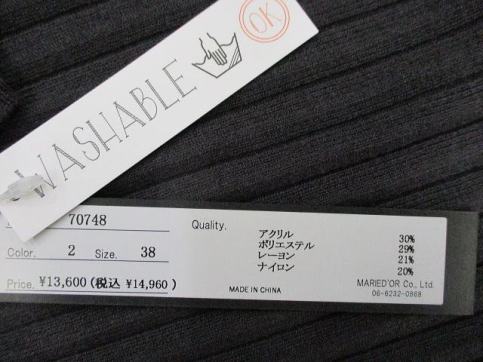 WASHABLE
OK
70748
Color. 2 Size. 38
Price. ¥13,600(税込 ¥14,960)
Quality.
アクリル 30%
ポリエステル 29%
レーヨン 21%
ナイロン 20%
MADE IN CHINA
MARIED'OR Co., Ltd.
06-6232-0868